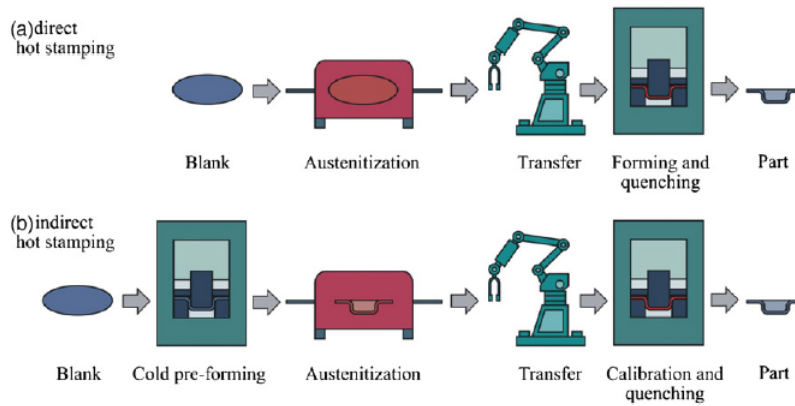 (a)direct
hot stamping
Blank
Austenitization
Transfer
Forming and
quenching
Part
(b)indirect
hot stamping
Blank
Cold pre-forming
Austenitization
Transfer
Calibration and
quenching
Part